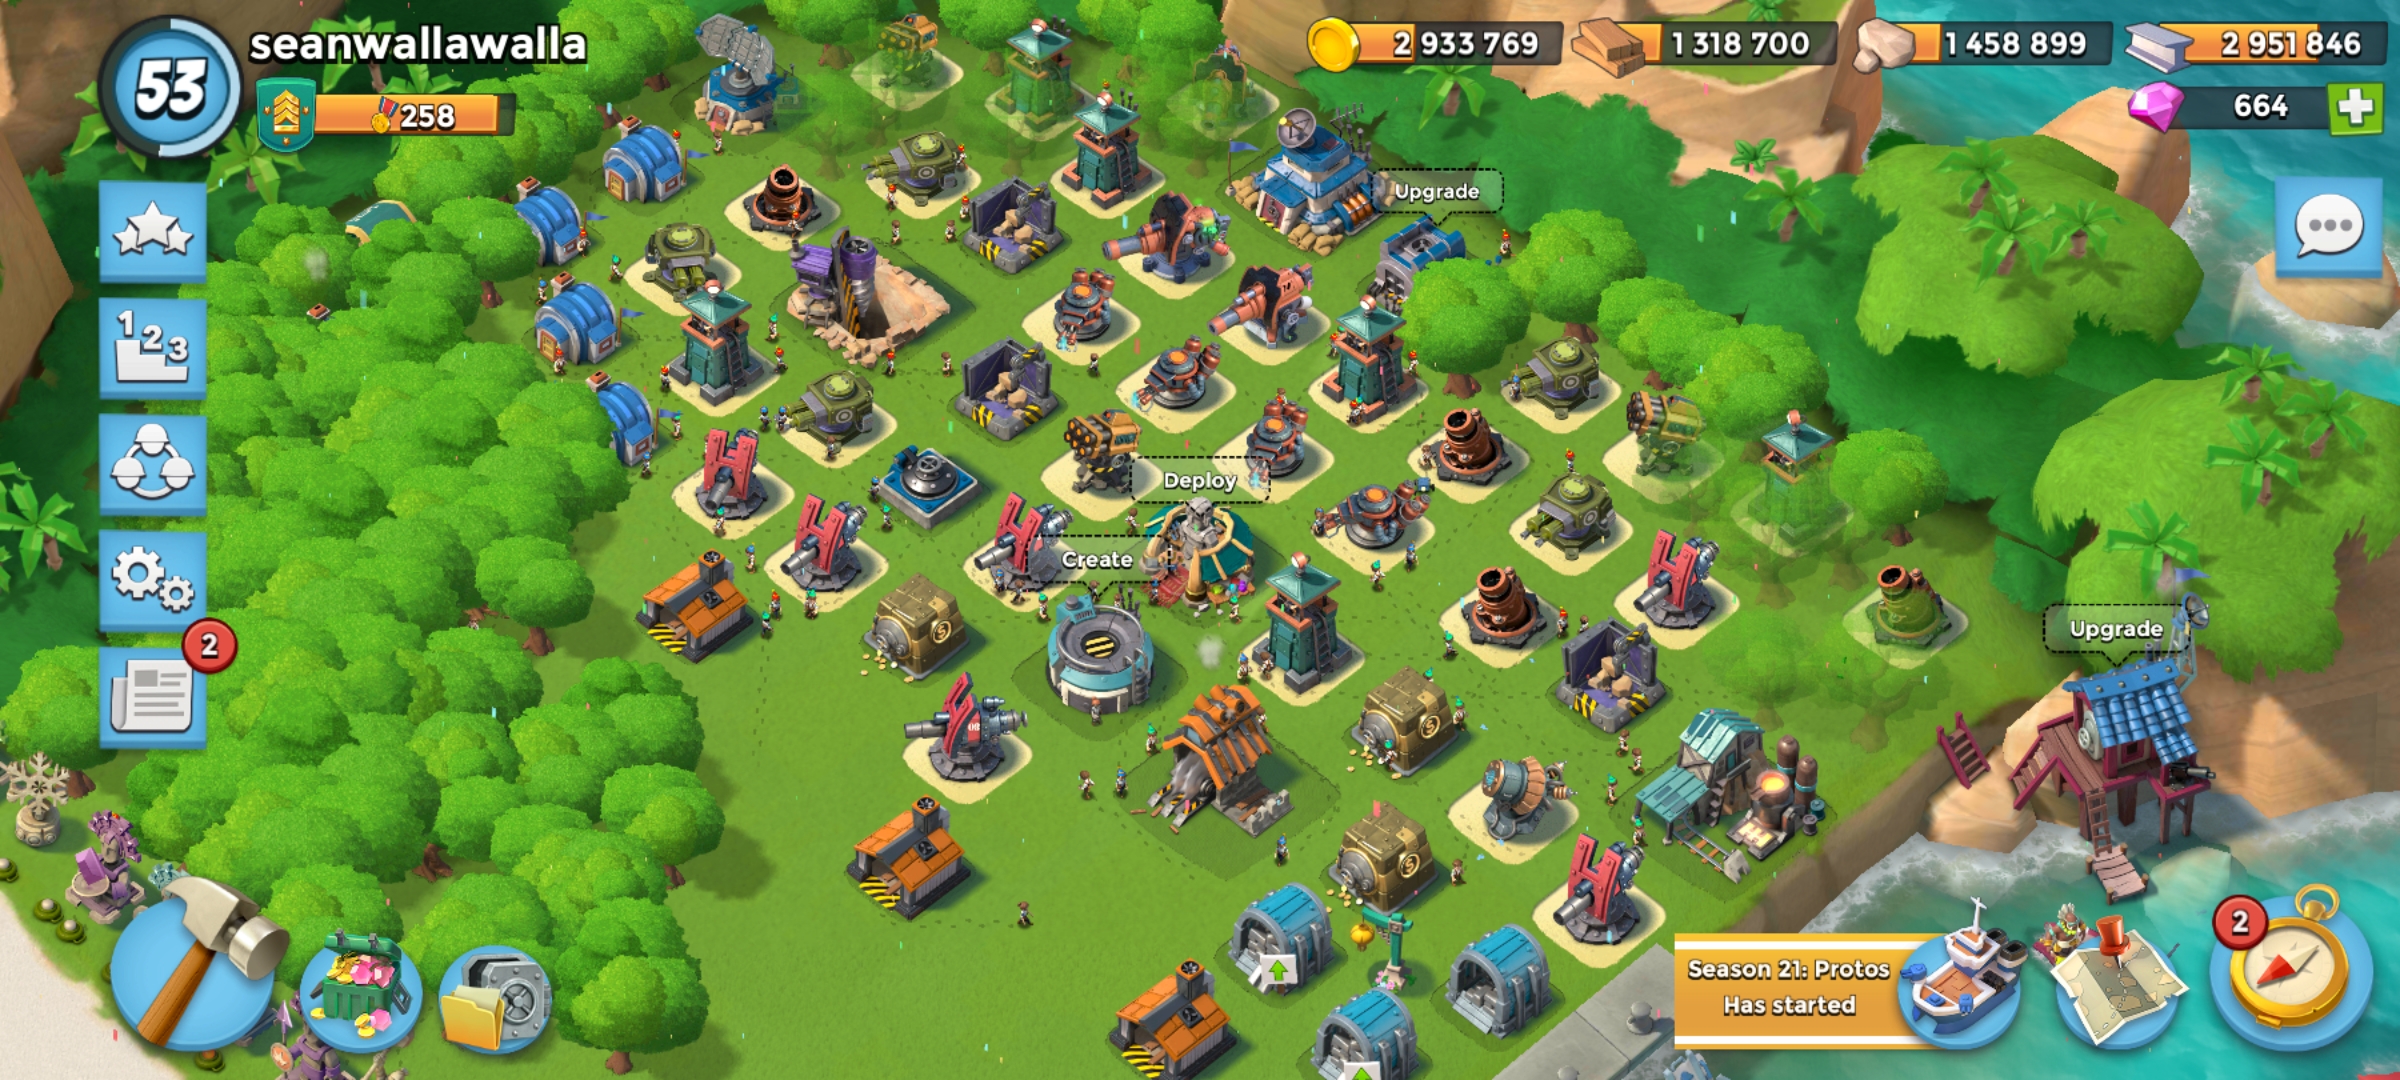 53
seanwallawalla
258
2 933 769
1 318 700
1 458 899
2 951 846
664
Upgrade
123
Deploy
Create
Upgrade
2
Season 21: Protos
Has started
2